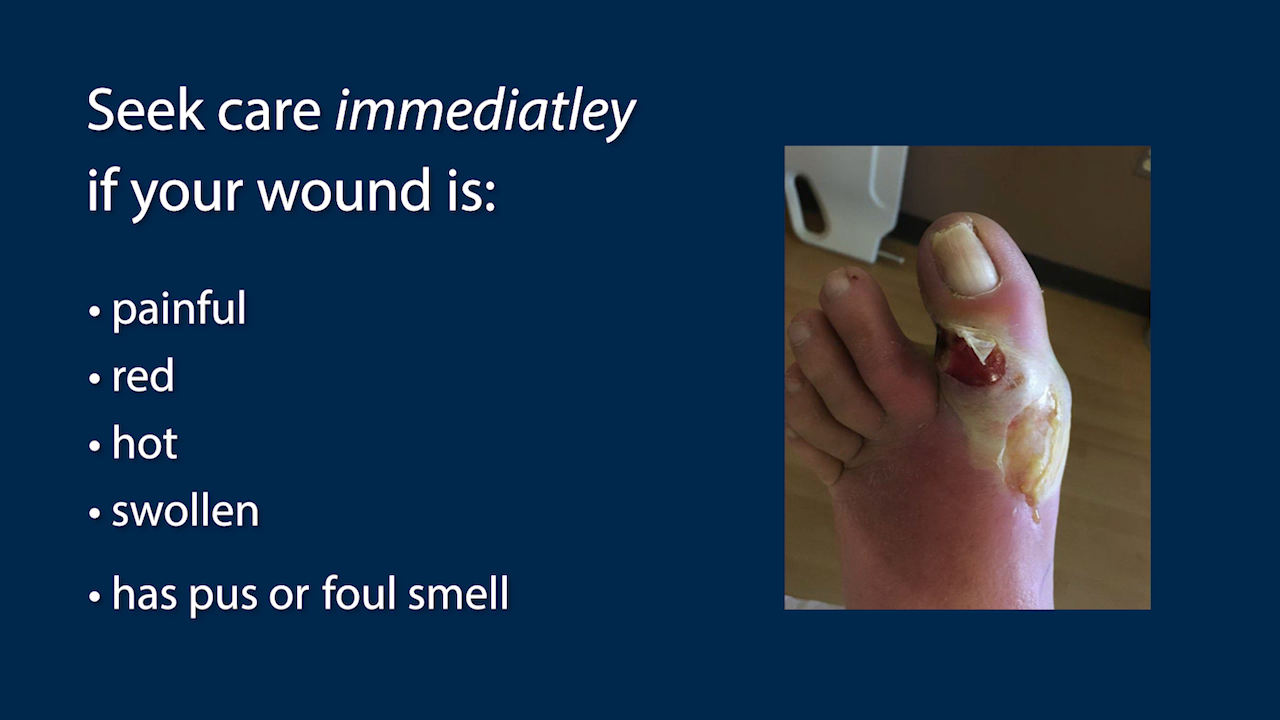 Seek care immediatley
if your wound is:
• painful
• red
• hot
• swollen
• has pus or foul smell